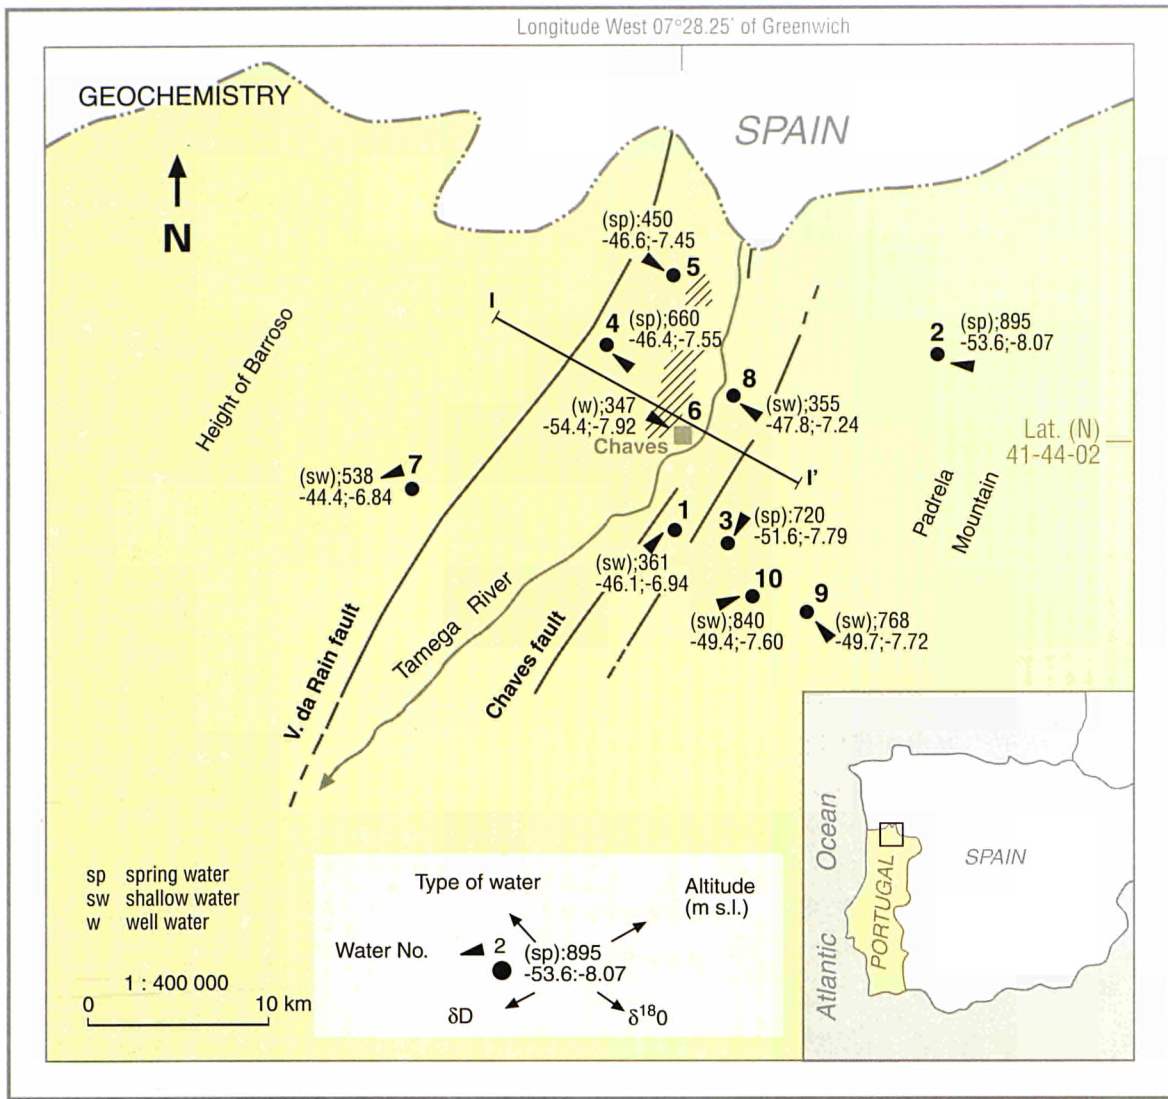 Longitude West 07°28.25' of Greenwich
GEOCHEMISTRY
SPAIN
N
(sp):450
-46.6;-7.45
5
I
4
(sp);660
-46.4;-7.55
2
(sp);895
-53.6;-8.07
Height of Barroso
8
(sw);355
-47.8;-7.24
(w);347
-54.4;-7.92
6
Chaves
Lat. (N)
41-44-02
7
(sw);538
-44.4;-6.84
I'
Padrela
Mountain
1
(sw);361
-46.1;-6.94
3
(sp):720
-51.6;-7.79
10
(sw);840
-49.4;-7.60
9
(sw);768
-49.7;-7.72
V. da Rain fault
Tamega River
Chaves fault
sp spring water
sw shallow water
w well water
1 : 400 000
0 10 km
Type of water
Altitude
(m s.l.)
Water No.
2
(sp):895
-53.6:-8.07
δD
δ¹⁸0
Atlantic Ocean
PORTUGAL
SPAIN